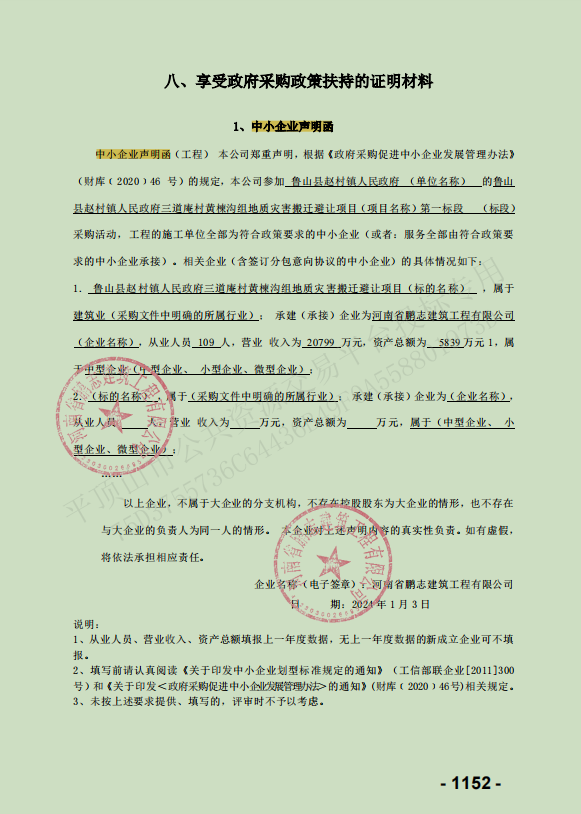 八、享受政府采购政策扶持的证明材料
1、中小企业声明函
中小企业声明函（工程） 本公司郑重声明，根据《政府采购促进中小企业发展管理办法》
（财库﹝2020﹞46 号）的规定，本公司参加 鲁山县赵村镇人民政府 （单位名称） 的鲁山
县赵村镇人民政府三道庵村黄楝沟组地质灾害搬迁避让项目（项目名称）第一标段 （标段）
采购活动，工程的施工单位全部为符合政策要求的中小企业（或者：服务全部由符合政策要
求的中小企业承接）。相关企业（含签订分包意向协议的中小企业）的具体情况如下：
1. 鲁山县赵村镇人民政府三道庵村黄楝沟组地质灾害搬迁避让项目（标的名称） ，属于
建筑业（采购文件中明确的所属行业）； 承建（承接）企业为河南省鹏志建筑工程有限公司
（企业名称），从业人员 109 人，营业 收入为 20799 万元，资产总额为 5839万元1，属
于中型企业（中型企业、 小型企业、微型企业）；
2. （标的名称） ，属于（采购文件中明确的所属行业）； 承建（承接）企业为（企业名称），
从业人员 人，营业 收入为 万元，资产总额为 万元，属于（中型企业、 小
型企业、微型企业）；
……
以上企业，不属于大企业的分支机构，不存在控股股东为大企业的情形，也不存在
与大企业的负责人为同一人的情形。 本企业对上述声明内容的真实性负责。如有虚假，
将依法承担相应责任。
企业名称（电子签章）：河南省鹏志建筑工程有限公司
日 期：2024年1月3日
说明：
1、从业人员、营业收入、资产总额填报上一年度数据，无上一年度数据的新成立企业可不填
报。
2、填写前请认真阅读《关于印发中小企业划型标准规定的通知》（工信部联企业[2011]300
号）和《关于印发＜政府采购促进中小企业发展管理办法＞的通知》(财库﹝2020﹞46号)相关规定。
3、未按上述要求提供、填写的，评审时不予以考虑。
- 1152 -